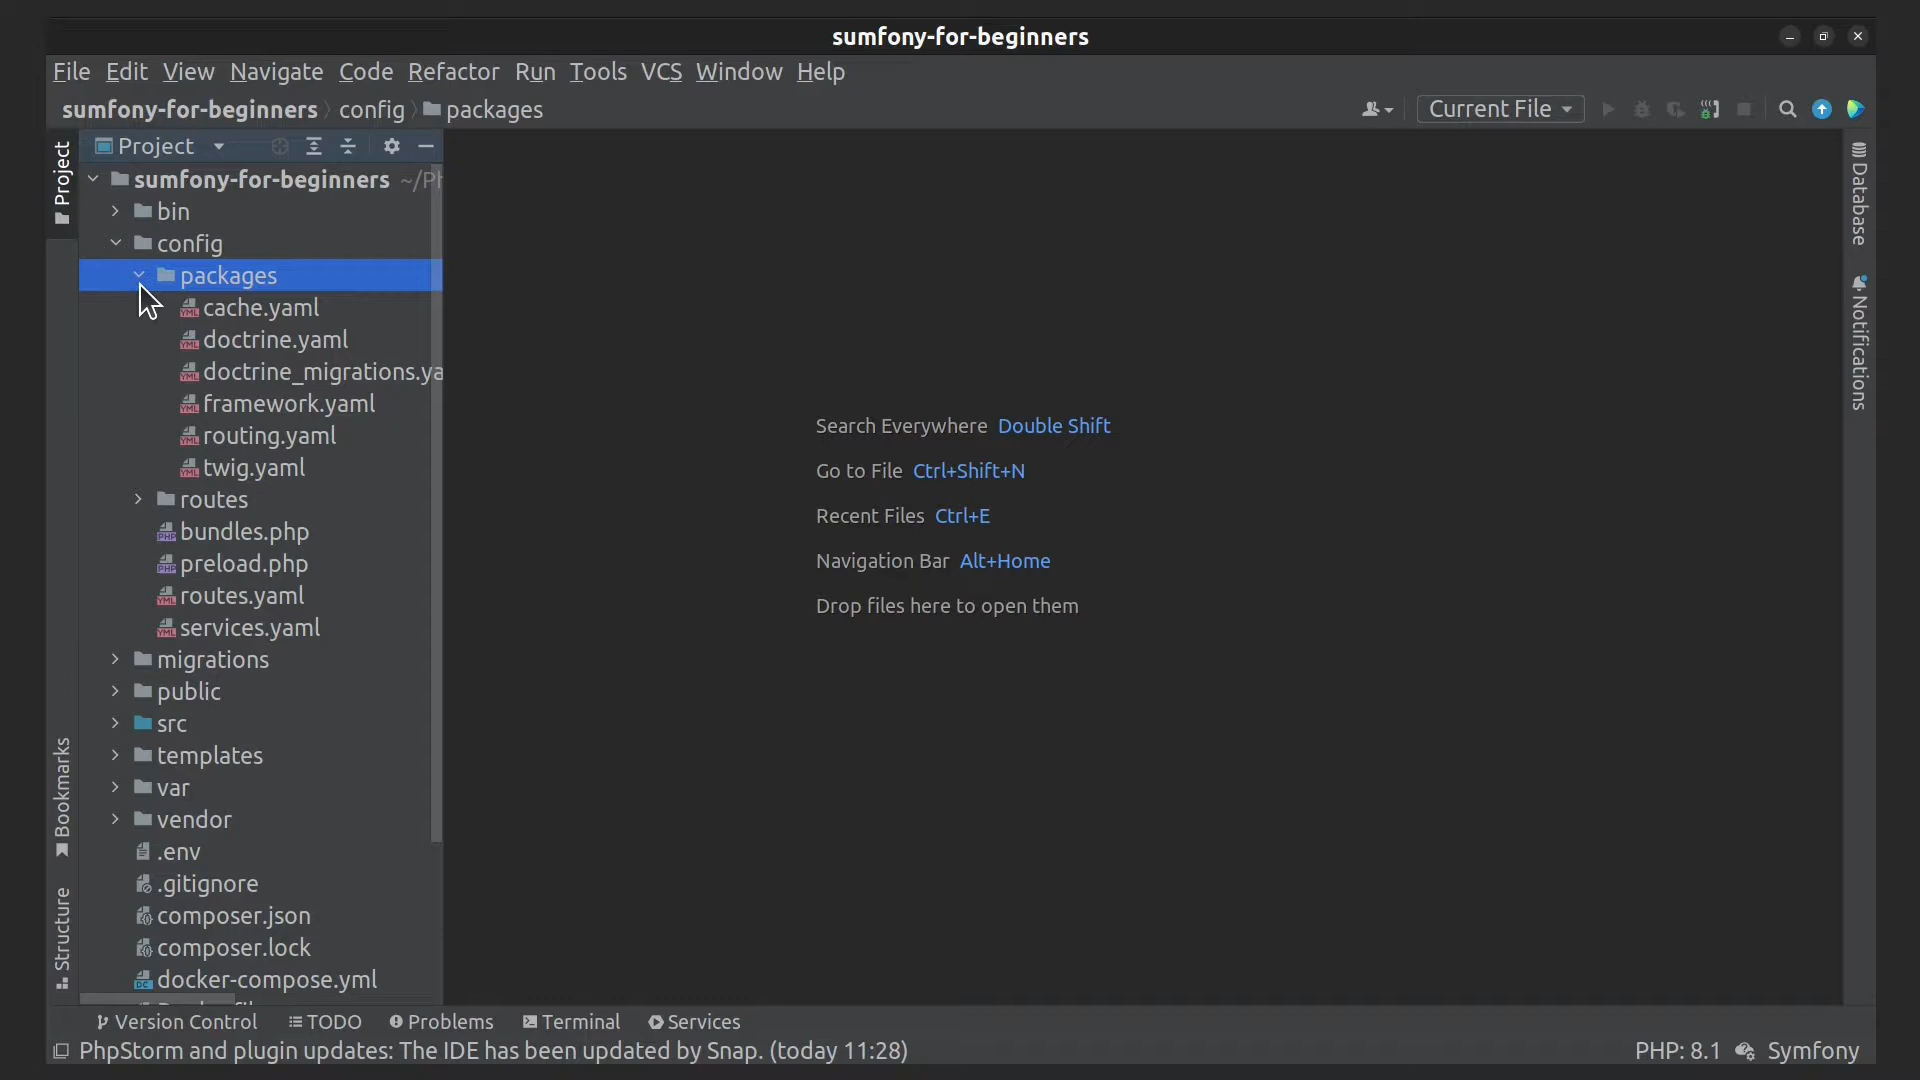 sumfony-for-beginners
File Edit View Navigate Code Refactor Run Tools VCS Window Help
sumfony-for-beginners config packages
Current File
Project
Project
sumfony-for-beginners ~/Ph
bin
config
packages
cache.yaml
doctrine.yaml
doctrine_migrations.ya
framework.yaml
routing.yaml
twig.yaml
routes
bundles.php
preload.php
routes.yaml
services.yaml
migrations
public
src
templates
var
vendor
.env
.gitignore
composer.json
composer.lock
docker-compose.yml
Bookmarks
Structure
Search Everywhere Double Shift
Go to File Ctrl+Shift+N
Recent Files Ctrl+E
Navigation Bar Alt+Home
Drop files here to open them
Database
Notifications
Version Control TODO Problems Terminal Services
PhpStorm and plugin updates: The IDE has been updated by Snap. (today 11:28)
PHP: 8.1 Symfony